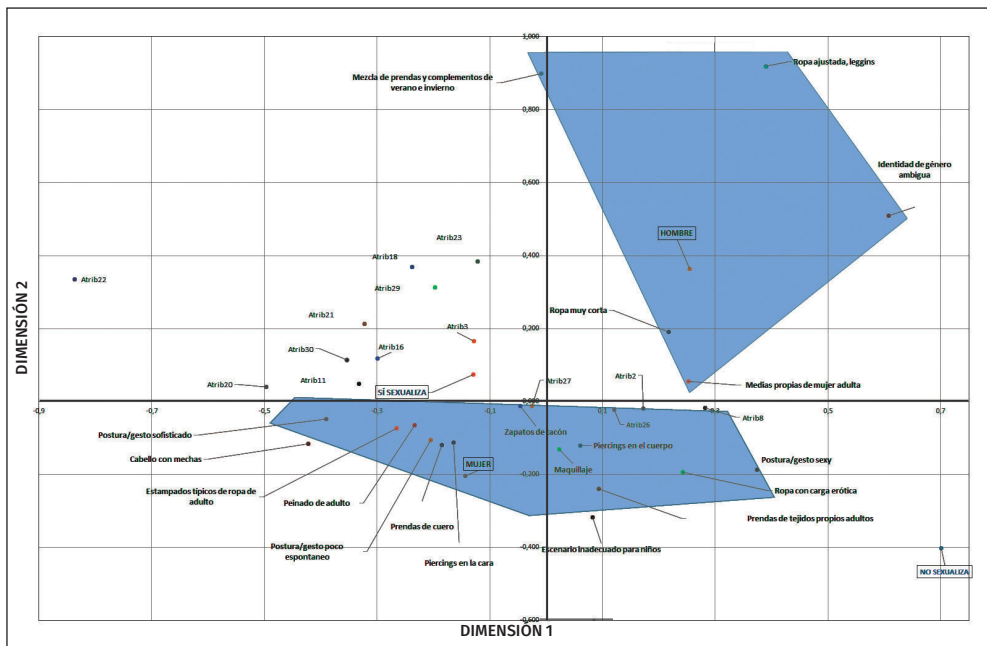 1,000
Mezcla de prendas y complementos de
verano e invierno
Ropa ajustada, leggins
0,800
0,600
Identidad de género
ambigua
DIMENSIÓN 2
0,400
Atrib23
Atrib18
HOMBRE
Atrib22
Atrib29
0,200
Atrib21
Atrib3
Ropa muy corta
Atrib30
Atrib16
Atrib20
Atrib11
SÍ SEXUALIZA
Atrib27
Atrib2
Medias propias de mujer adulta
0,000
-0,9
-0,7
-0,5
-0,3
-0,1
0,1
0,3
0,5
0,7
Atrib26
Atrib8
Zapatos de tacón
Postura/gesto sofisticado
Cabello con mechas
Piercings en el cuerpo
MUJER
Maquillaje
Postura/gesto sexy
-0,200
Estampados típicos de ropa de
adulto
Peinado de adulto
Ropa con carga erótica
Prendas de cuero
Prendas de tejidos propios adultos
Postura/gesto poco
espontaneo
Piercings en la cara
Escenario inadecuado para niños
-0,400
NO SEXUALIZA
-0,600
DIMENSIÓN 1